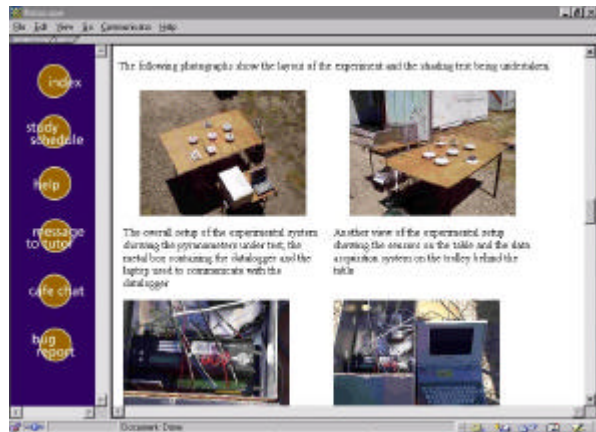 File Edit View Go Communicator Help
The following photographs show the layout of the experiment and the shading test being undertaken.
index
study
schedule
help
message
to tutor
cafe chat
bug
report
The overall setup of the experimental system
showing the pyranometers under test, the
metal box containing the datalogger and the
laptop used to communicate with the
datalogger
Another view of the experimental setup
showing the sensors on the table and the data
acquisition system on the trolley behind the
table
Document: Done